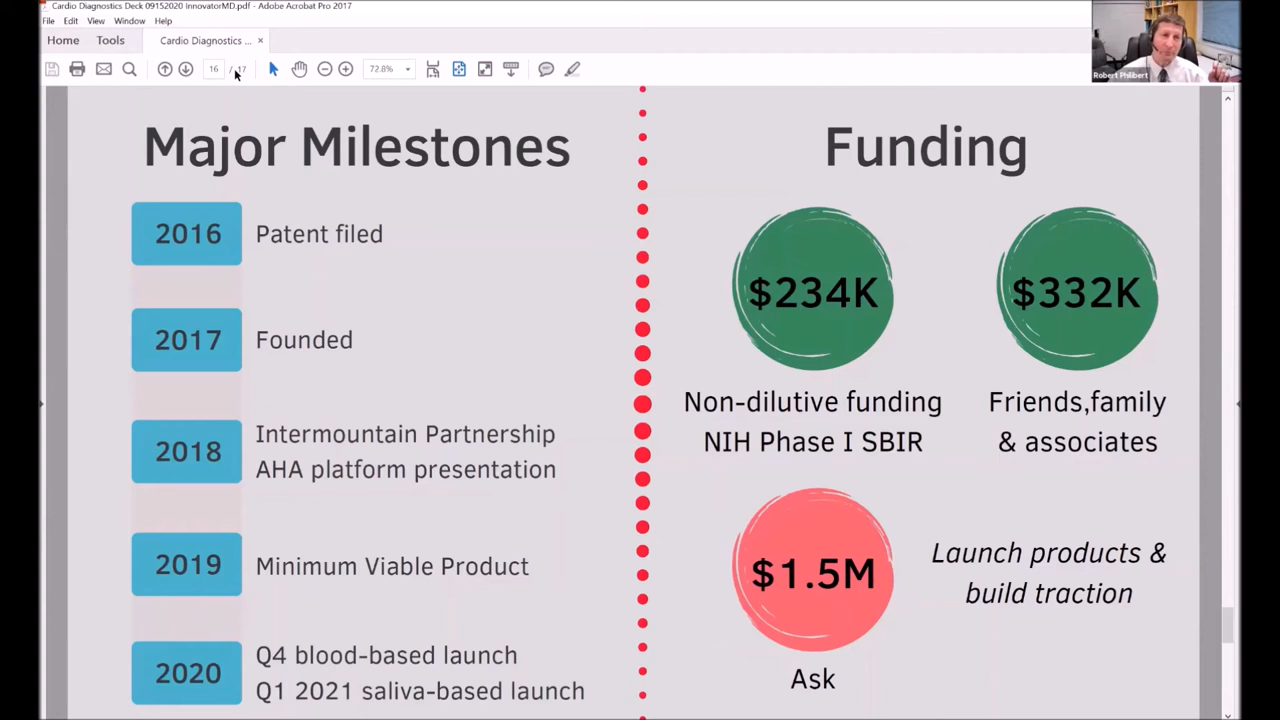 Cardio Diagnostics Deck 09152020 InnovatorMD.pdf - Adobe Acrobat Pro 2017
File Edit View Window Help
Home Tools Cardio Diagnostics ... ×
16 / 17 72.8%
Robert Philibert
Major Milestones
2016 Patent filed
2017 Founded
2018 Intermountain Partnership
AHA platform presentation
2019 Minimum Viable Product
2020 Q4 blood-based launch
Q1 2021 saliva-based launch
Funding
$234K
Non-dilutive funding
NIH Phase I SBIR
$332K
Friends,family
& associates
$1.5M
Ask
Launch products &
build traction